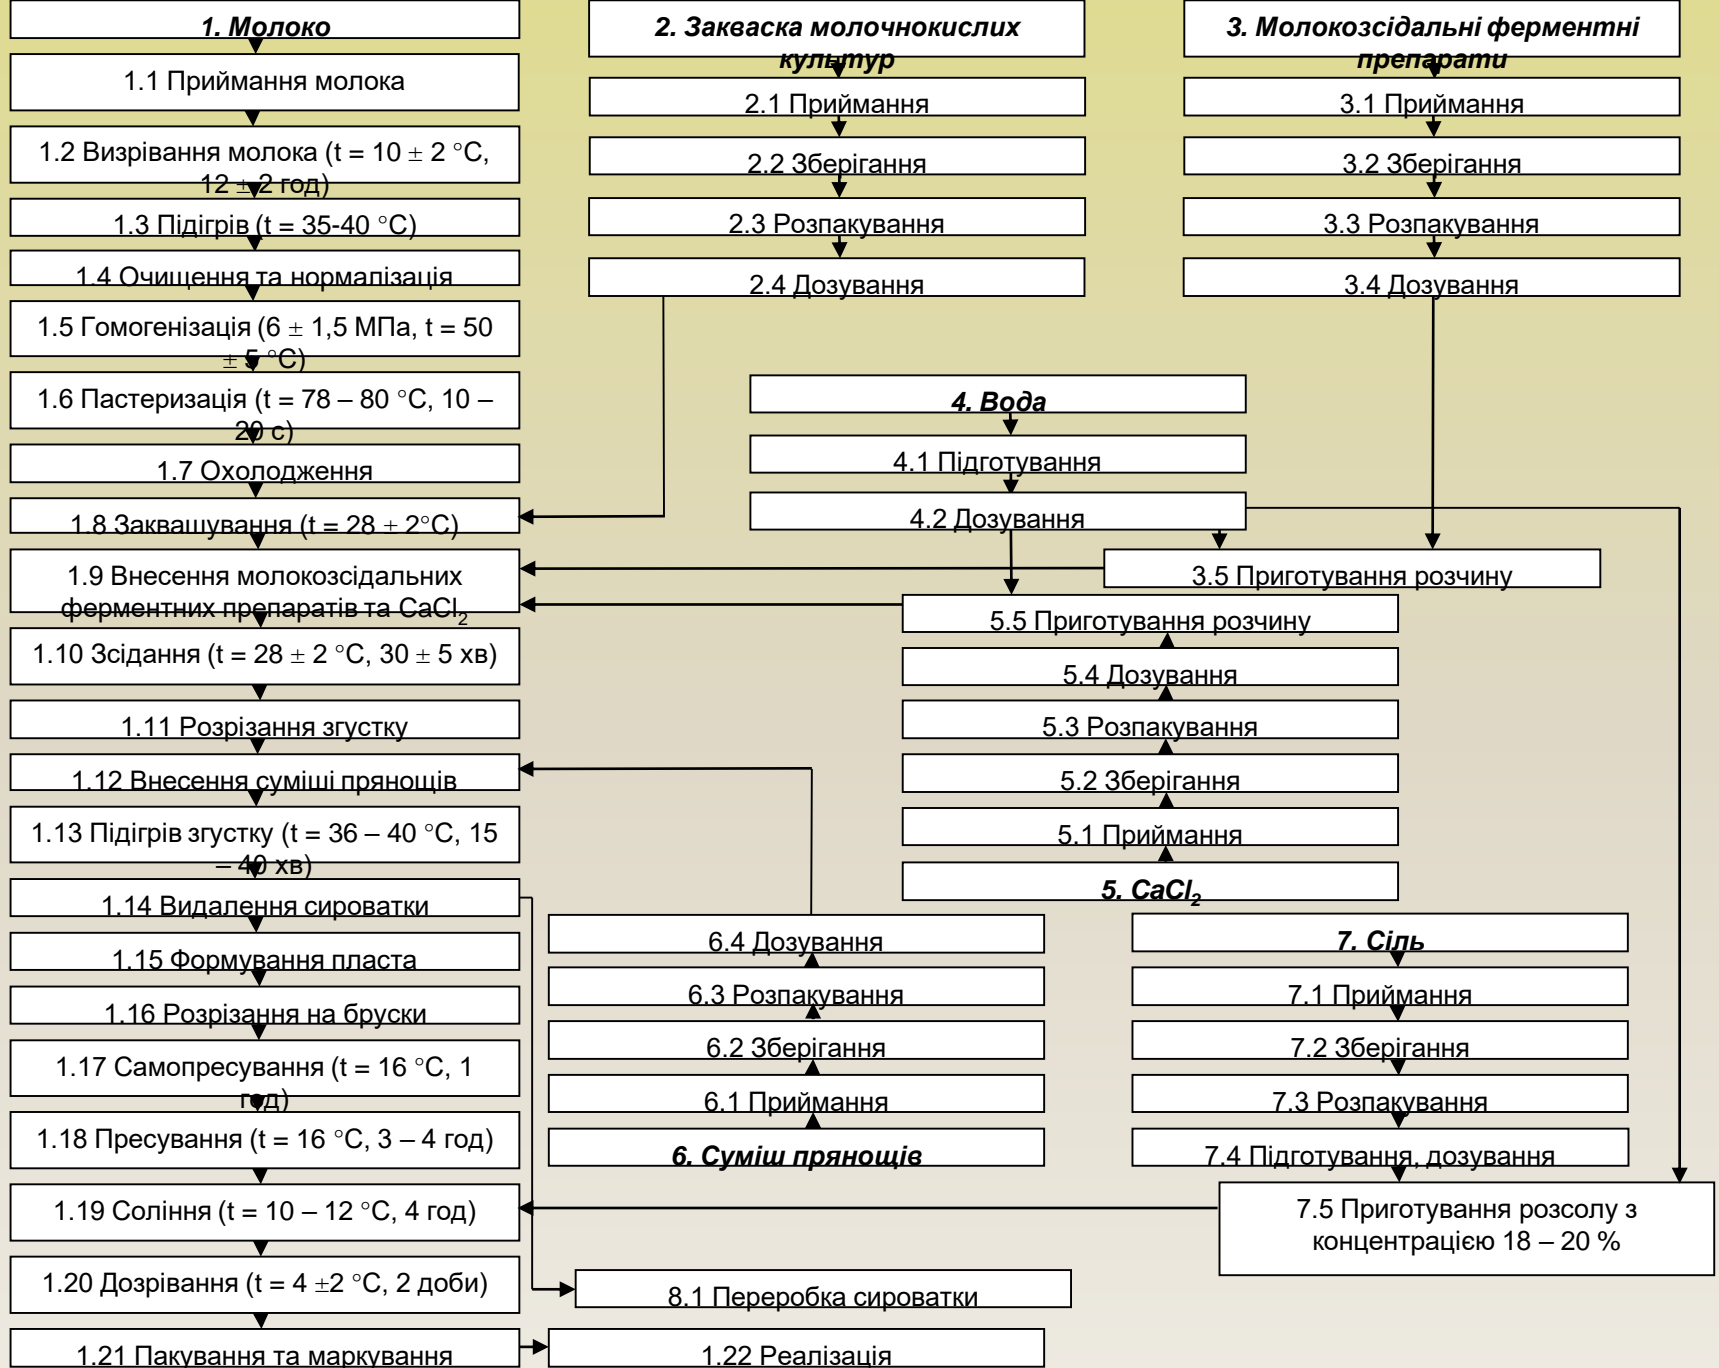 1. Молоко
1.1 Приймання молока
1.2 Визрівання молока (t = 10 ± 2 °C,
12 ± 2 год)
1.3 Підігрів (t = 35-40 °C)
1.4 Очищення та нормалізація
1.5 Гомогенізація (6 ± 1,5 МПа, t = 50
± 5 °C)
1.6 Пастеризація (t = 78 – 80 °C, 10 –
20 с)
1.7 Охолодження
1.8 Заквашування (t = 28 ± 2°C)
1.9 Внесення молокозсідальних
ферментних препаратів та CaCl₂
1.10 Зсідання (t = 28 ± 2 °C, 30 ± 5 хв)
1.11 Розрізання згустку
1.12 Внесення суміші прянощів
1.13 Підігрів згустку (t = 36 – 40 °C, 15
– 40 хв)
1.14 Видалення сироватки
1.15 Формування пласта
1.16 Розрізання на бруски
1.17 Самопресування (t = 16 °C, 1
год)
1.18 Пресування (t = 16 °C, 3 – 4 год)
1.19 Соління (t = 10 – 12 °C, 4 год)
1.20 Дозрівання (t = 4 ±2 °C, 2 доби)
1.21 Пакування та маркування
1.22 Реалізація
2. Закваска молочнокислих
культур
2.1 Приймання
2.2 Зберігання
2.3 Розпакування
2.4 Дозування
3. Молокозсідальні ферментні
препарати
3.1 Приймання
3.2 Зберігання
3.3 Розпакування
3.4 Дозування
3.5 Приготування розчину
4. Вода
4.1 Підготування
4.2 Дозування
5.5 Приготування розчину
5.4 Дозування
5.3 Розпакування
5.2 Зберігання
5.1 Приймання
5. CaCl₂
6.4 Дозування
6.3 Розпакування
6.2 Зберігання
6.1 Приймання
6. Суміш прянощів
7. Сіль
7.1 Приймання
7.2 Зберігання
7.3 Розпакування
7.4 Підготування, дозування
7.5 Приготування розсолу з
концентрацією 18 – 20 %
8.1 Переробка сироватки